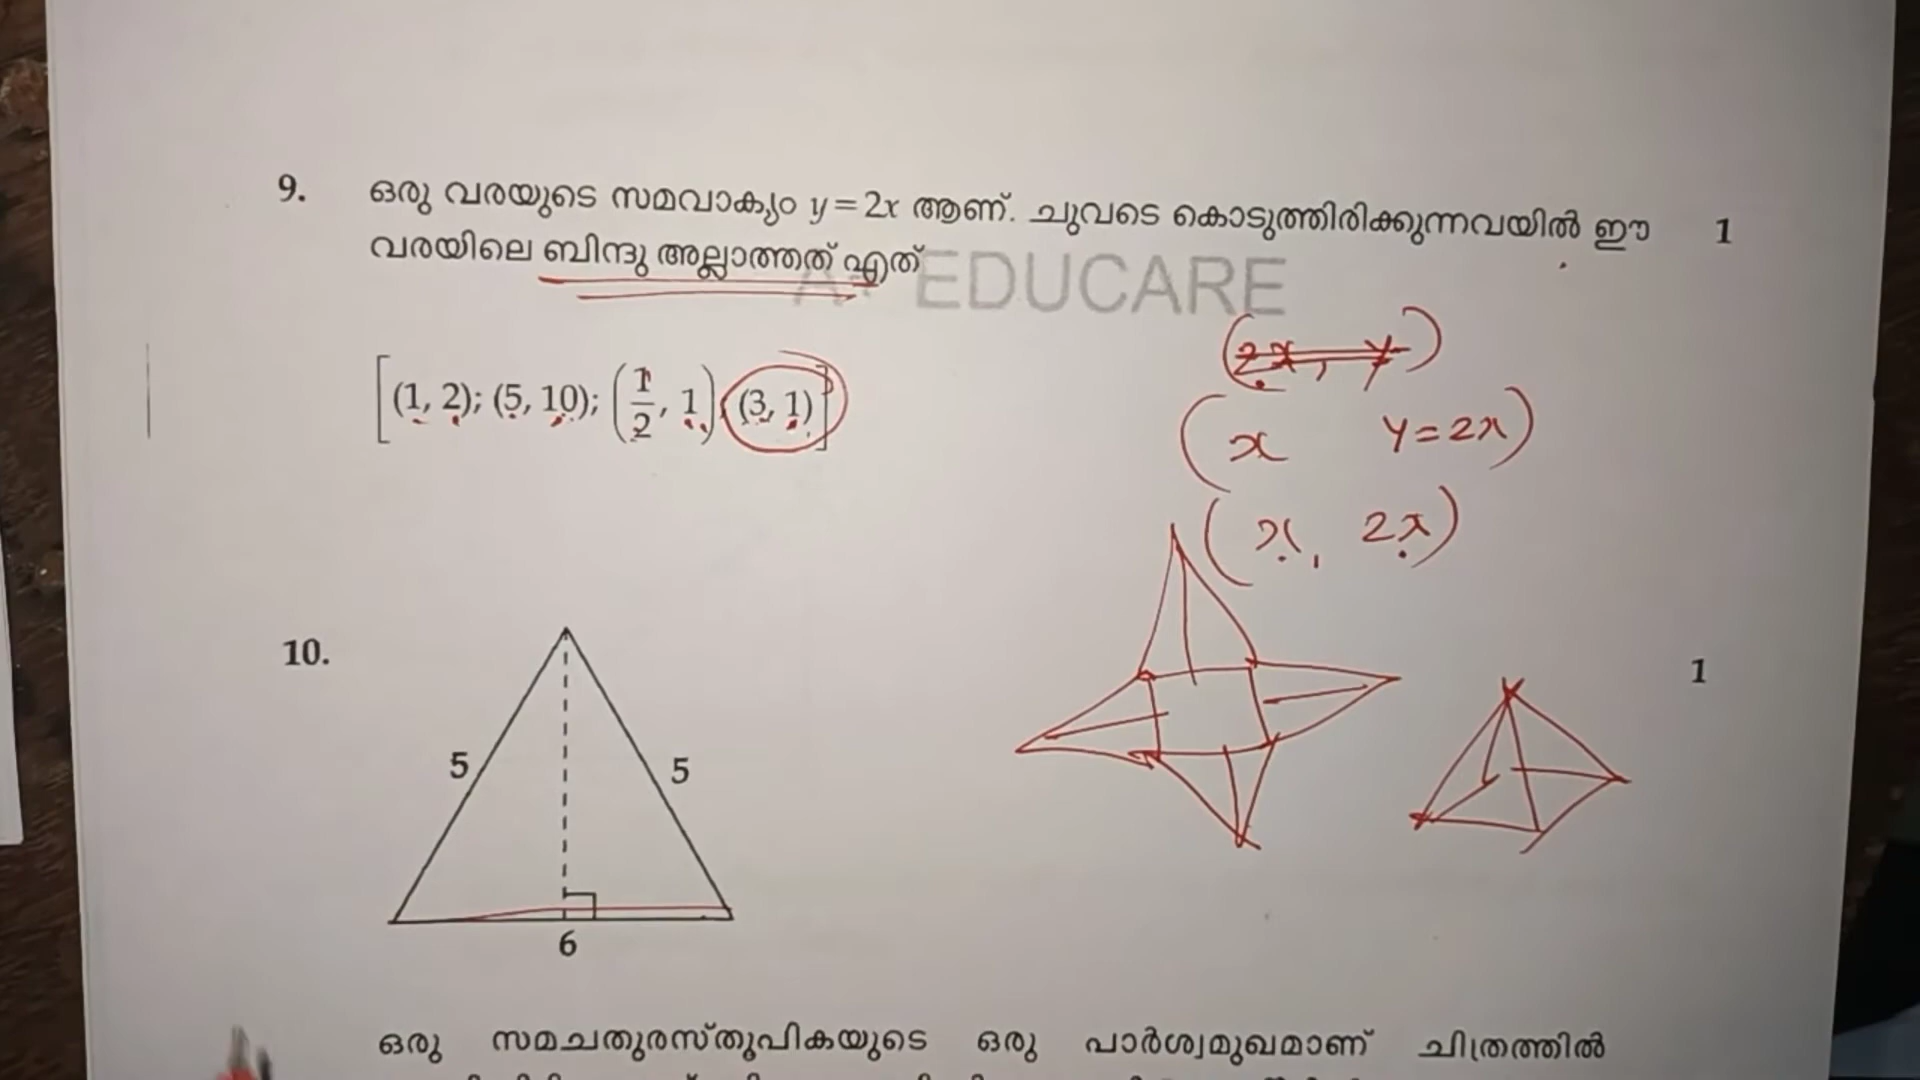 9. ഒരു വരയുടെ സമവാക്യം y = 2x ആണ്. ചുവടെ കൊടുത്തിരിക്കുന്നവയിൽ ഈ 1
വരയിലെ ബിന്ദു അല്ലാത്തത് ഏത്
A+ EDUCARE
(2x, y)
[(1, 2); (5, 10); (1/2, 1) (3, 1)]
(x y = 2x)
(x, 2x)
10. 1
5 5
6
ഒരു സമചതുരസ്തൂപികയുടെ ഒരു പാർശ്വമുഖമാണ് ചിത്രത്തിൽ